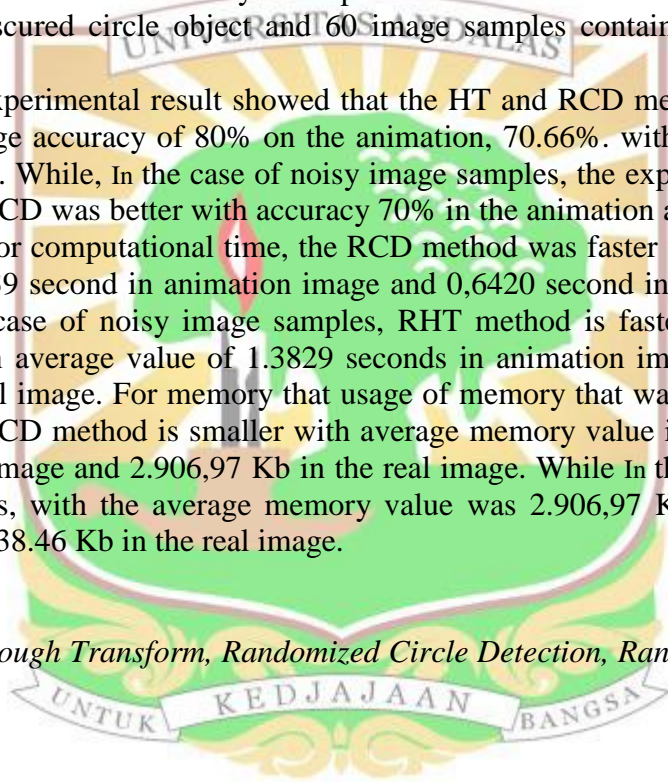 scured circle object and 60 image samples contain
UNIVERSITAS ANDALAS
xperimental result showed that the HT and RCD me
ge accuracy of 80% on the animation, 70.66%. with
. While, In the case of noisy image samples, the exp
CD was better with accuracy 70% in the animation a
or computational time, the RCD method was faster
9 second in animation image and 0,6420 second in
case of noisy image samples, RHT method is faste
n average value of 1.3829 seconds in animation im
l image. For memory that usage of memory that wa
CD method is smaller with average memory value i
mage and 2.906,97 Kb in the real image. While In th
s, with the average memory value was 2.906,97 K
38.46 Kb in the real image.
ough Transform, Randomized Circle Detection, Ran
UNTUK KEDJAJAAN BANGSA